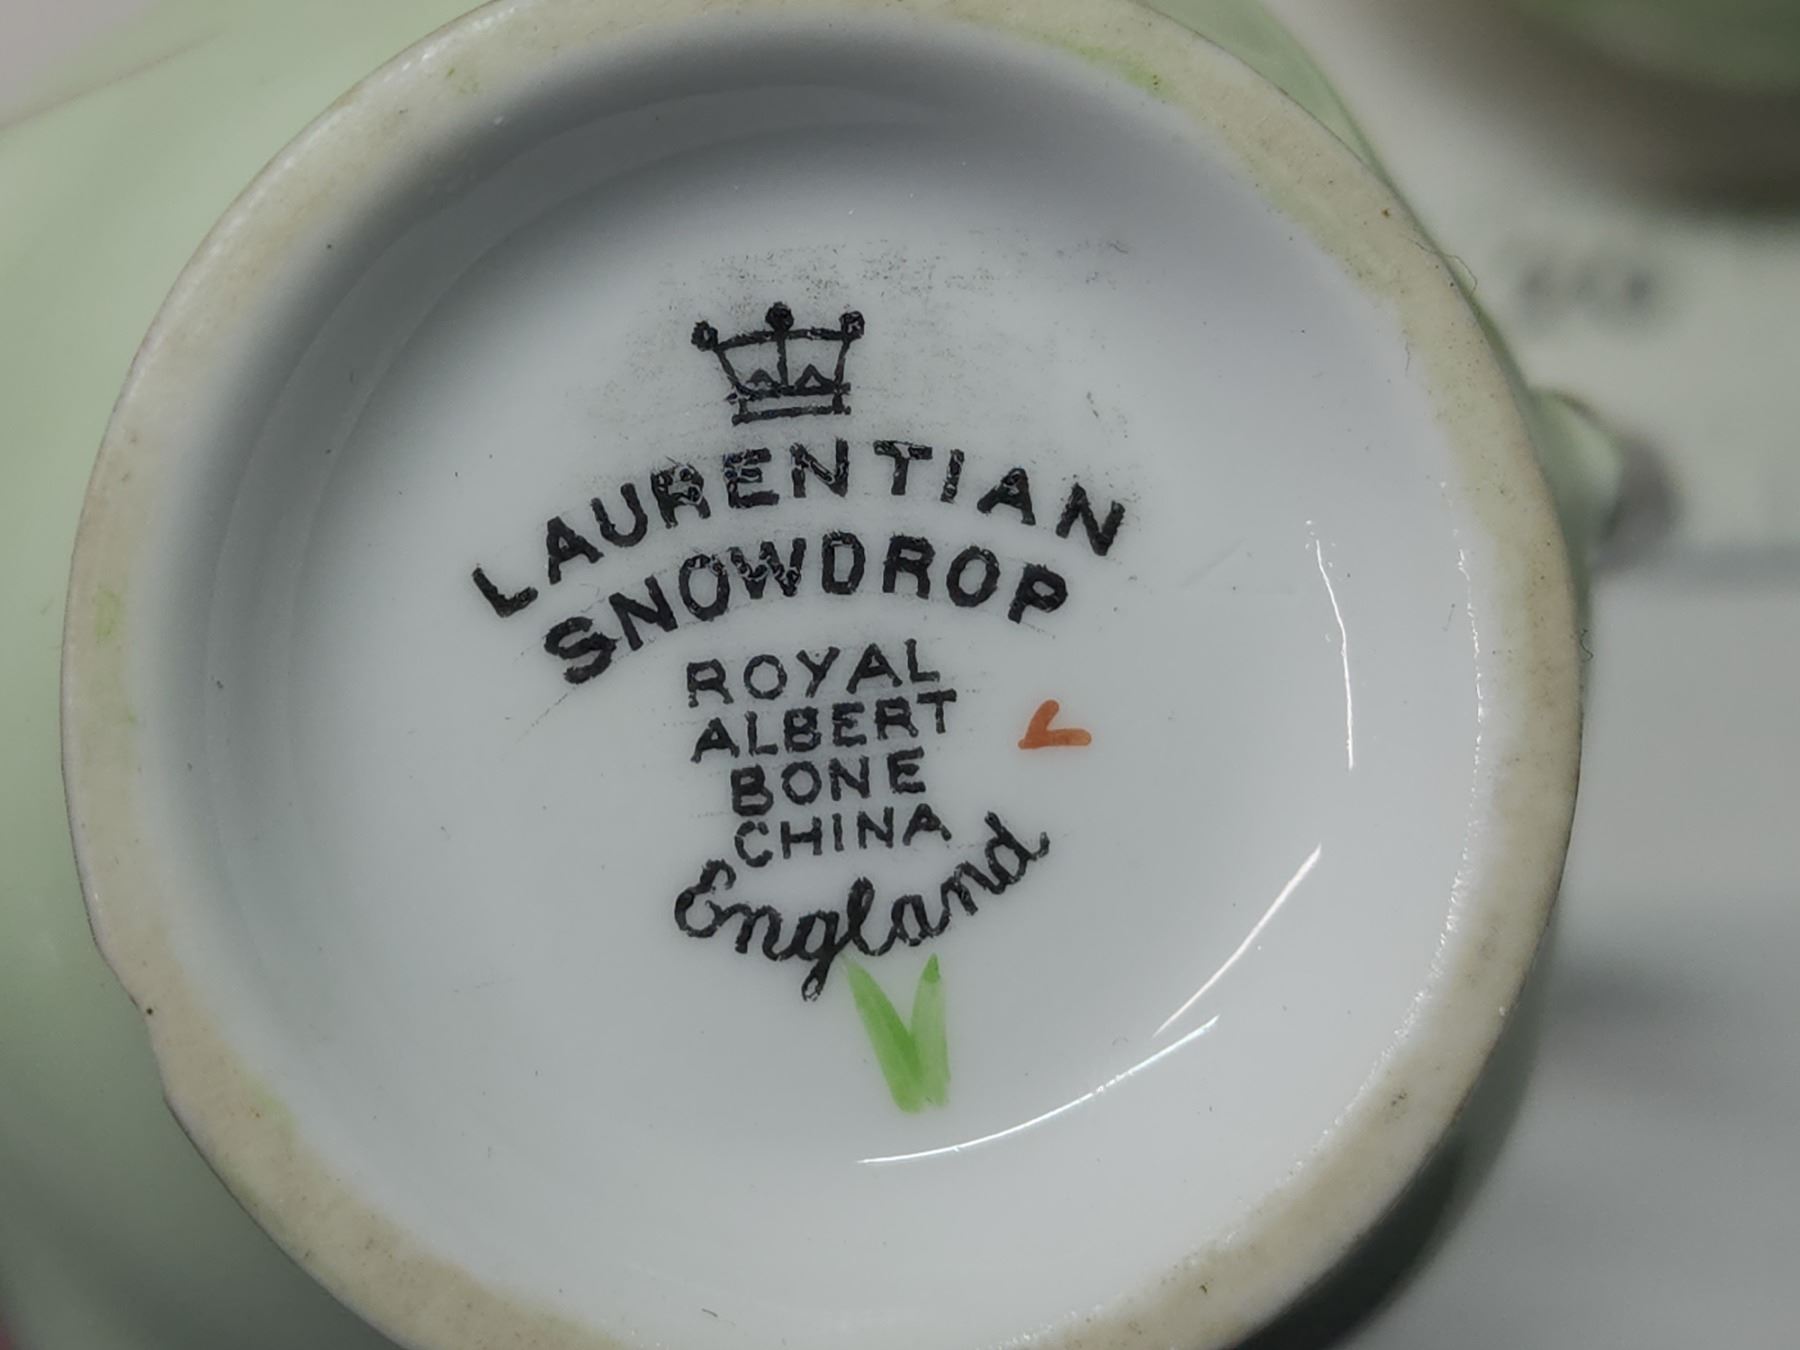 LAURENTIAN
SNOWDROP
ROYAL
ALBERT
BONE
CHINA
England